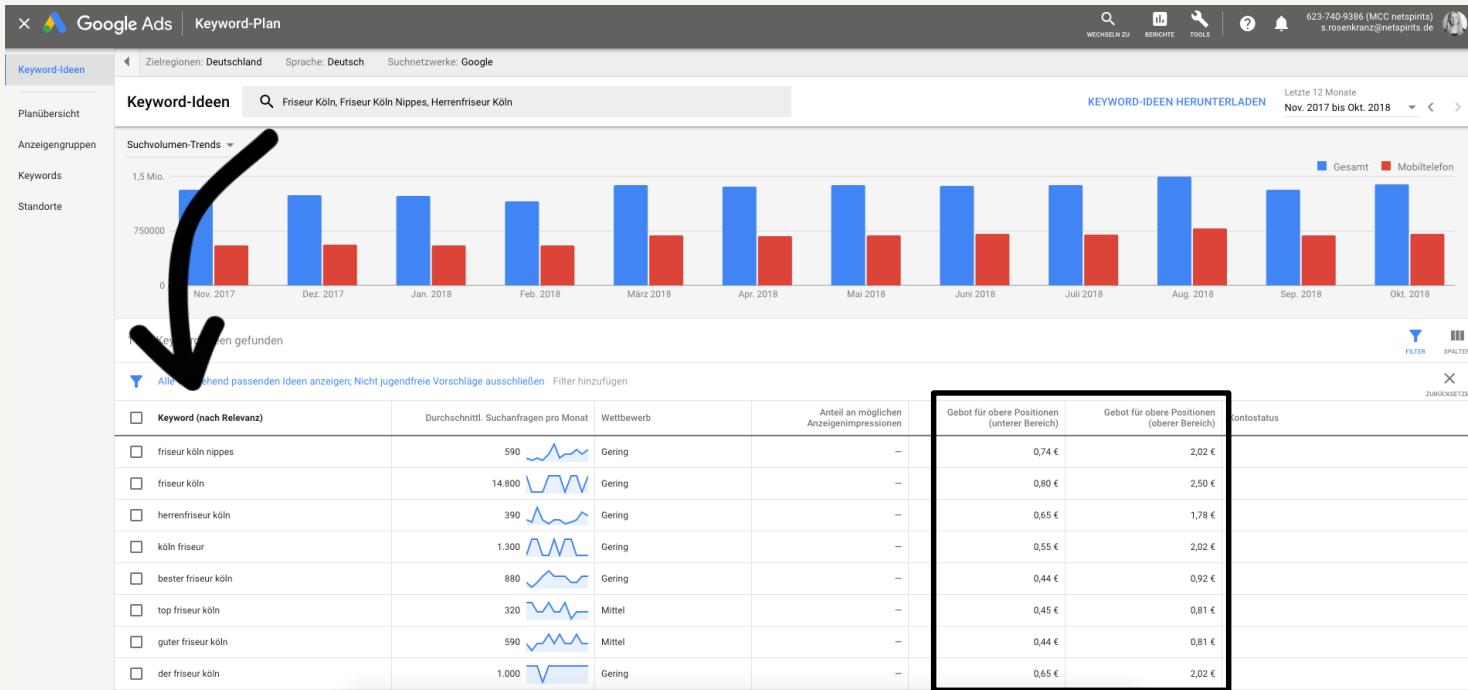 Google Ads Keyword-Plan
WECHSELN ZU BERICHTE TOOLS
623-740-9386 (MCC netspirits)
s.rosenkranz@netspirits.de
Keyword-Ideen
Planübersicht
Anzeigengruppen
Keywords
Standorte
Zielregionen: Deutschland Sprache: Deutsch Suchnetzwerke: Google
Keyword-Ideen Friseur Köln, Friseur Köln Nippes, Herrenfriseur Köln
KEYWORD-IDEEN HERUNTERLADEN
Letzte 12 Monate
Nov. 2017 bis Okt. 2018
Suchvolumen-Trends
Gesamt Mobiltelefon
1,5 Mio.
750000
0
Nov. 2017 Dez. 2017 Jan. 2018 Feb. 2018 März 2018 Apr. 2018 Mai 2018 Juni 2018 Juli 2018 Aug. 2018 Sep. 2018 Okt. 2018
gefunden
FILTER SPALTEN
Alle passenden Ideen anzeigen; Nicht jugendfreie Vorschläge ausschließen Filter hinzufügen
ZURÜCKSETZE
Keyword (nach Relevanz) Durchschnittl. Suchanfragen pro Monat Wettbewerb Anteil an möglichen Anzeigenimpressionen Gebot für obere Positionen (unterer Bereich) Gebot für obere Positionen (oberer Bereich) Kontostatus
friseur köln nippes 590 Gering – 0,74 € 2,02 €
friseur köln 14.800 Gering – 0,80 € 2,50 €
herrenfriseur köln 390 Gering – 0,65 € 1,78 €
köln friseur 1.300 Gering – 0,55 € 2,02 €
bester friseur köln 880 Gering – 0,44 € 0,92 €
top friseur köln 320 Mittel – 0,45 € 0,81 €
guter friseur köln 590 Mittel – 0,44 € 0,81 €
der friseur köln 1.000 Gering – 0,65 € 2,02 €